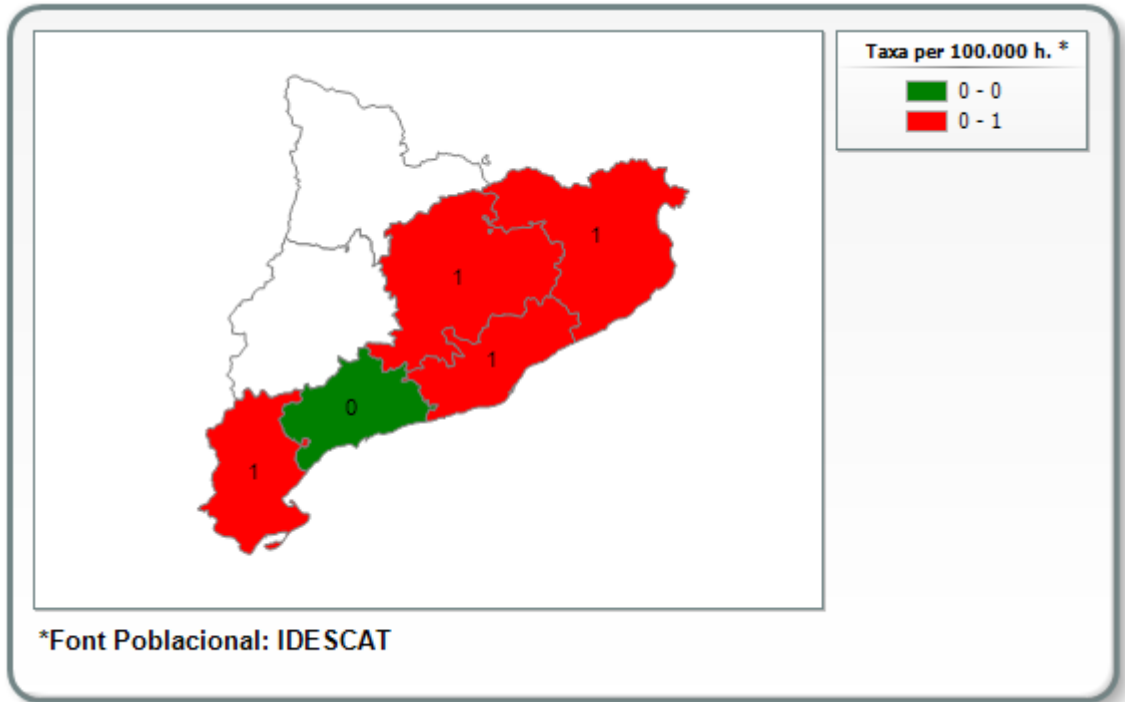 Taxa per 100.000 h. *
0 - 0
0 - 1
1
1
1
0
1
*Font Poblacional: IDESCAT